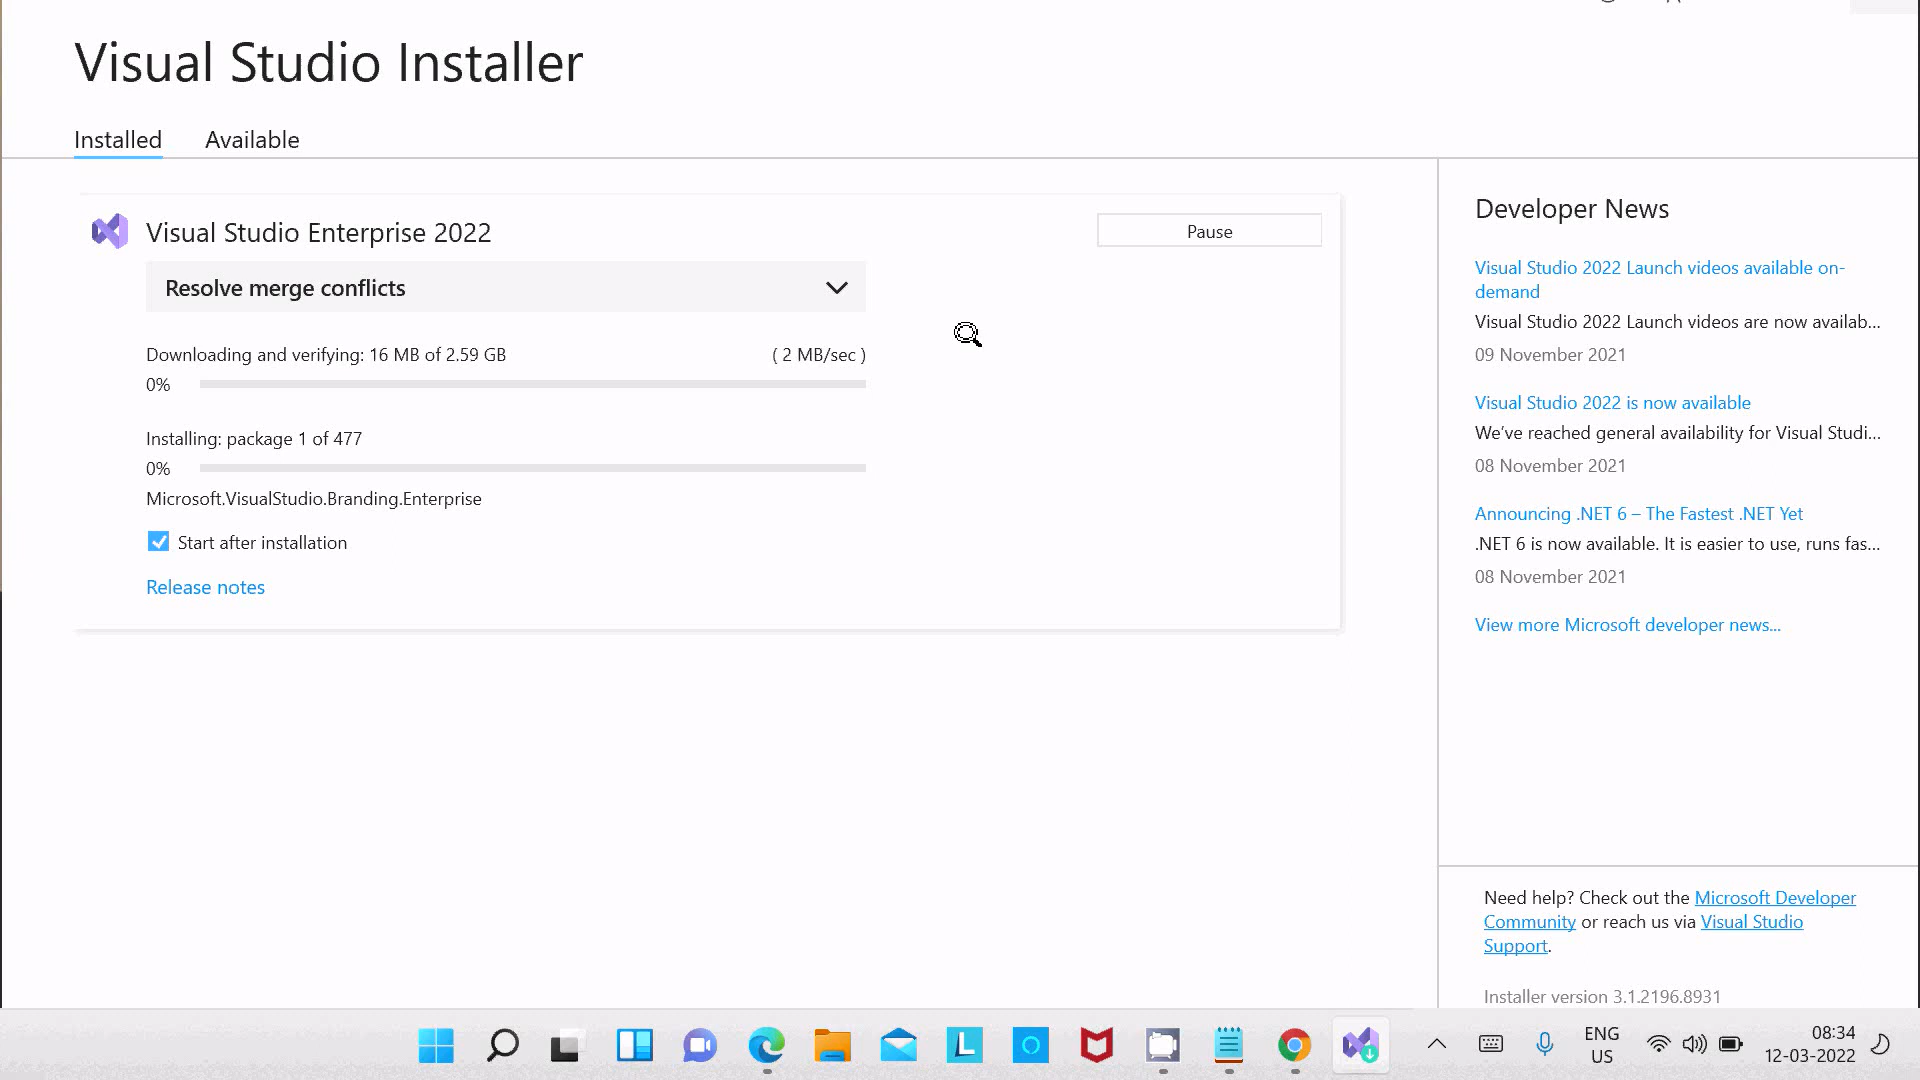 Visual Studio Installer
Installed
Available
Visual Studio Enterprise 2022
Pause
Resolve merge conflicts
Downloading and verifying: 16 MB of 2.59 GB
( 2 MB/sec )
0%
Installing: package 1 of 477
0%
Microsoft.VisualStudio.Branding.Enterprise
Start after installation
Release notes
Developer News
Visual Studio 2022 Launch videos available on-
demand
Visual Studio 2022 Launch videos are now availab...
09 November 2021
Visual Studio 2022 is now available
We've reached general availability for Visual Studi...
08 November 2021
Announcing .NET 6 – The Fastest .NET Yet
.NET 6 is now available. It is easier to use, runs fas...
08 November 2021
View more Microsoft developer news...
Need help? Check out the Microsoft Developer
Community or reach us via Visual Studio
Support.
Installer version 3.1.2196.8931
L
ENG
US
08:34
12-03-2022